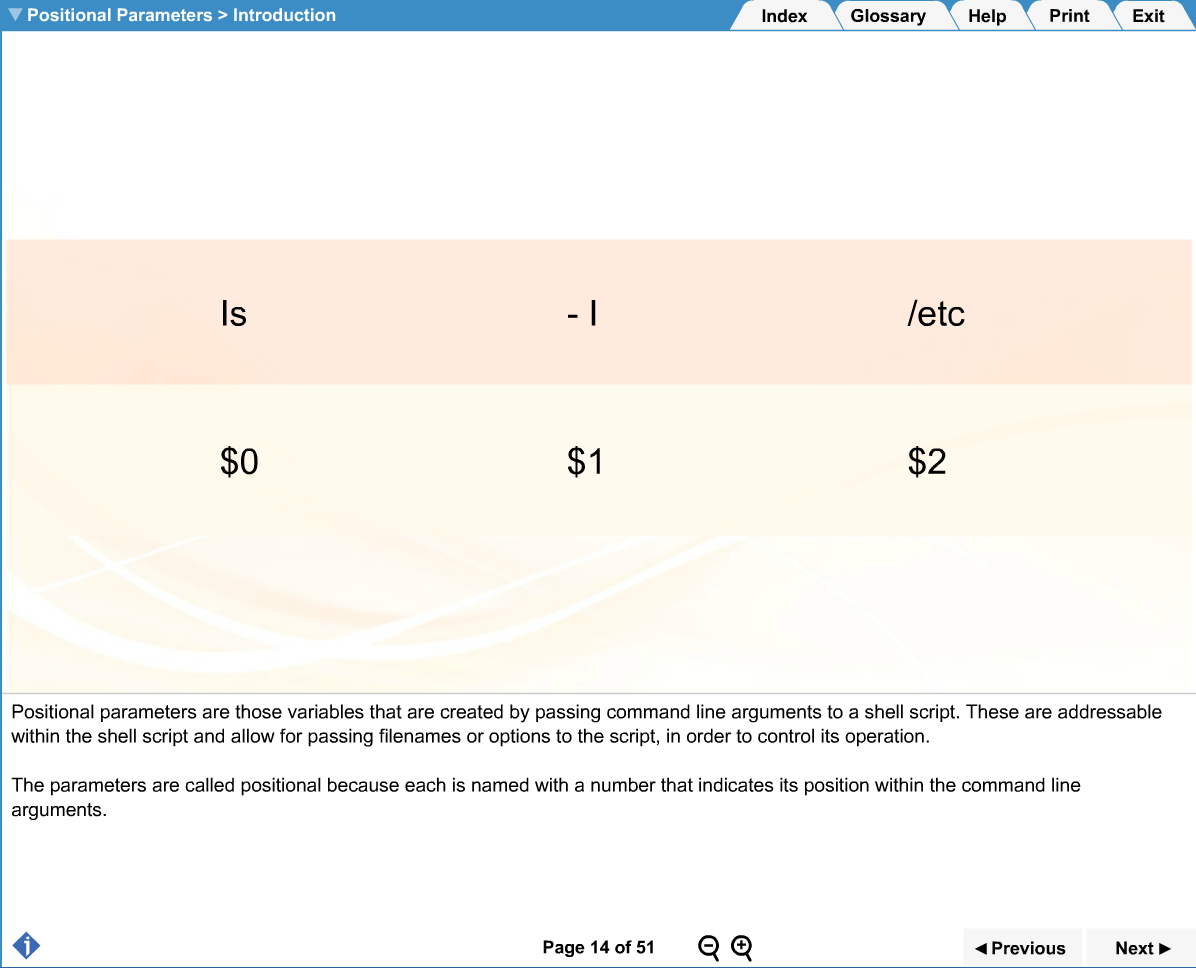 Positional Parameters > Introduction
Index Glossary Help Print Exit
ls - l /etc
$0 $1 $2
Positional parameters are those variables that are created by passing command line arguments to a shell script. These are addressable
within the shell script and allow for passing filenames or options to the script, in order to control its operation.
The parameters are called positional because each is named with a number that indicates its position within the command line
arguments.
Page 14 of 51
Previous Next